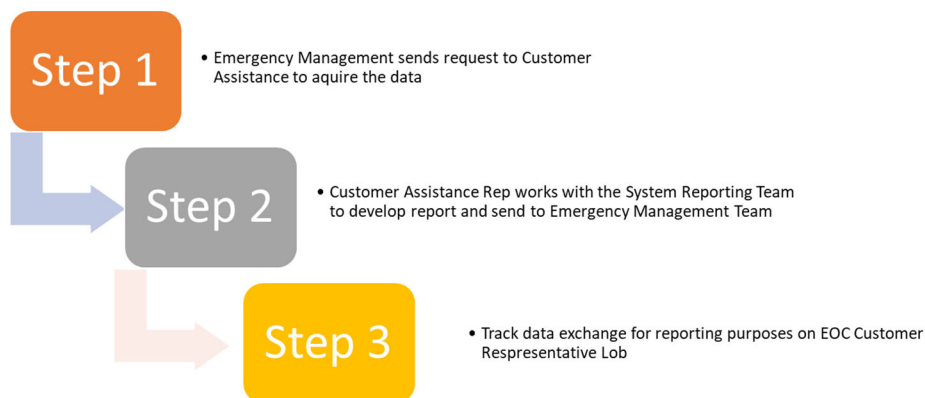 Step 1
• Emergency Management sends request to Customer
Assistance to aquire the data
Step 2
• Customer Assistance Rep works with the System Reporting Team
to develop report and send to Emergency Management Team
Step 3
• Track data exchange for reporting purposes on EOC Customer
Respresentative Lob